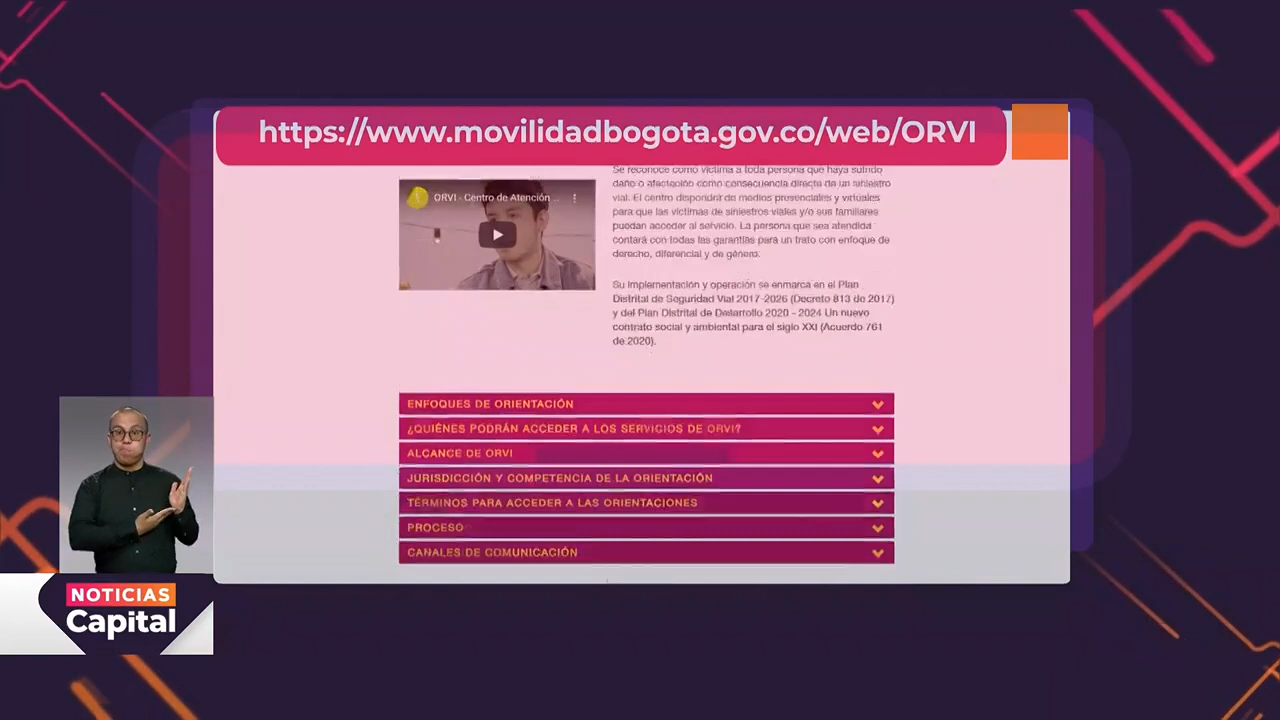 https://www.movilidadbogota.gov.co/web/ORVI
Se reconoce como víctima a toda persona que haya sufrido
daño o afectación como consecuencia directa de un siniestro
vial. El centro dispondrá de medios presenciales y virtuales
para que las víctimas de siniestros viales y/o sus familiares
puedan acceder al servicio. La persona que sea atendida
contará con todas las garantías para un trato con enfoque de
derecho, diferencial y de género.
ORVI - Centro de Atención ...
Su implementación y operación se enmarca en el Plan
Distrital de Seguridad Vial 2017-2026 (Decreto 813 de 2017)
y del Plan Distrital de Desarrollo 2020 - 2024 Un nuevo
contrato social y ambiental para el siglo XXI (Acuerdo 761
de 2020).
ENFOQUES DE ORIENTACIÓN
¿QUIÉNES PODRÁN ACCEDER A LOS SERVICIOS DE ORVI?
ALCANCE DE ORVI
JURISDICCIÓN Y COMPETENCIA DE LA ORIENTACIÓN
TÉRMINOS PARA ACCEDER A LAS ORIENTACIONES
PROCESO
CANALES DE COMUNICACIÓN
NOTICIAS
Capital